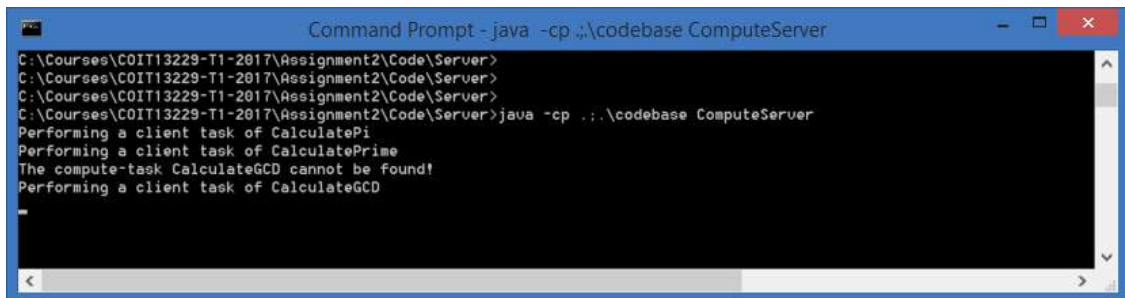 Command Prompt - java -cp .;.\codebase ComputeServer
C:\Courses\COIT13229-T1-2017\Assignment2\Code\Server>
C:\Courses\COIT13229-T1-2017\Assignment2\Code\Server>
C:\Courses\COIT13229-T1-2017\Assignment2\Code\Server>
C:\Courses\COIT13229-T1-2017\Assignment2\Code\Server>java -cp .;.\codebase ComputeServer
Performing a client task of CalculatePi
Performing a client task of CalculatePrime
The compute-task CalculateGCD cannot be found!
Performing a client task of CalculateGCD